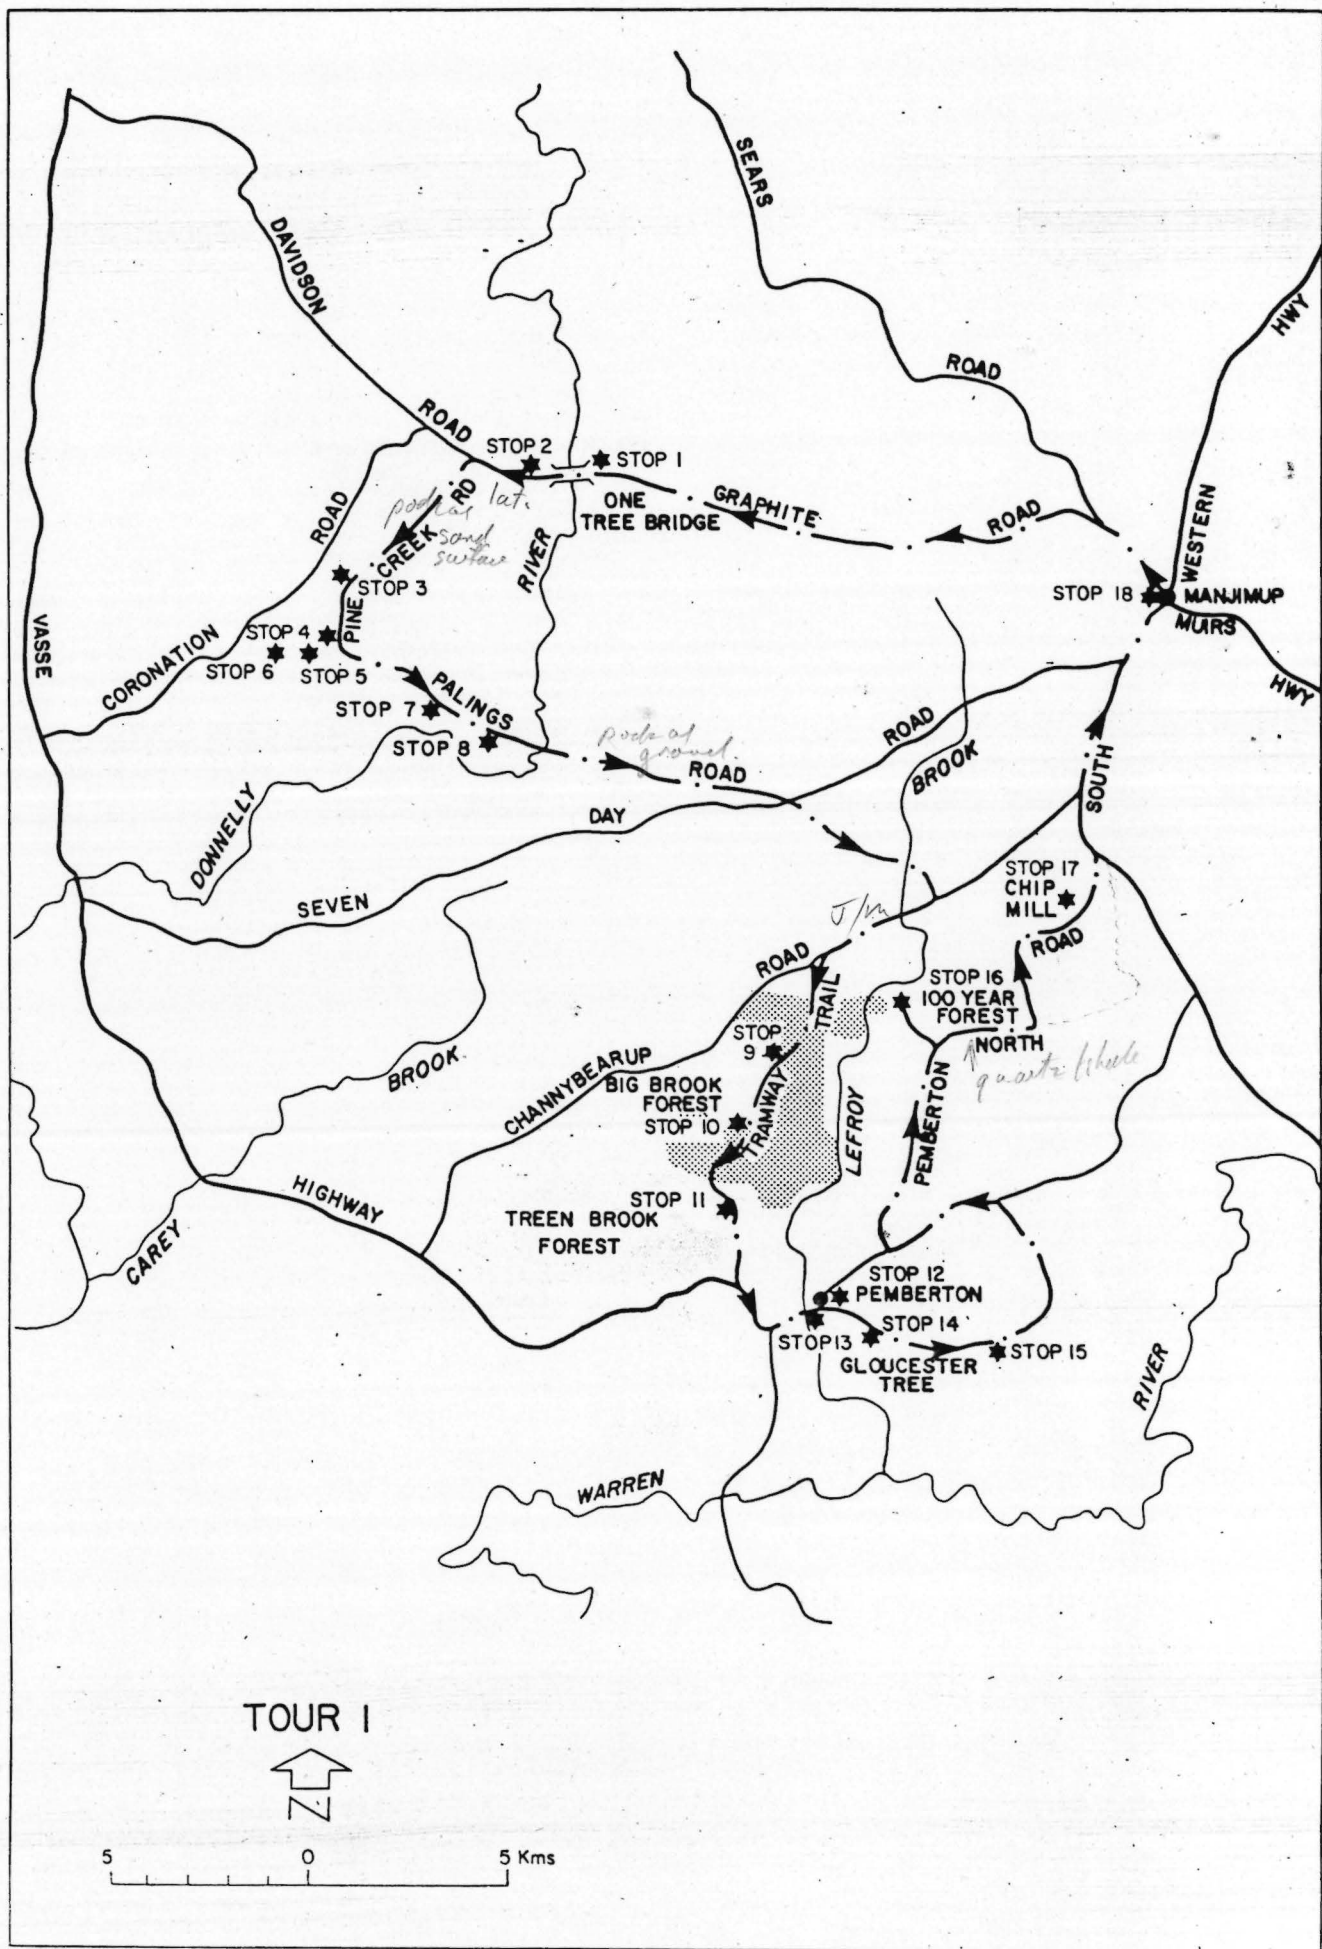 SEARS
HWY
DAVIDSON
ROAD
ROAD
STOP 2
STOP 1
lat.
ROAD
RD
CREEK
PINE
sand
surface
ONE
TREE BRIDGE
GRAPHITE
ROAD
RIVER
WESTERN
STOP 18
MANJIMUP
MUIRS
HWY
STOP 3
VASSE
CORONATION
STOP 4
STOP 6
STOP 5
PALINGS
STOP 7
STOP 8
gravel
ROAD
ROAD
BROOK
SOUTH
DONNELLY
DAY
SEVEN
STOP 17
CHIP
MILL
J/M
ROAD
ROAD
TRAIL
STOP 16
100 YEAR
FOREST
NORTH
quartz
STOP
9
BROOK
CHANNYBEARUP
BIG BROOK
FOREST
STOP 10
TRAMWAY
LEFROY
PEMBERTON
HIGHWAY
STOP 11
TREEN BROOK
FOREST
CAREY
STOP 12
PEMBERTON
STOP 14
STOP 13
STOP 15
GLOUCESTER
TREE
RIVER
WARREN
TOUR 1
N
5 0 5 Kms